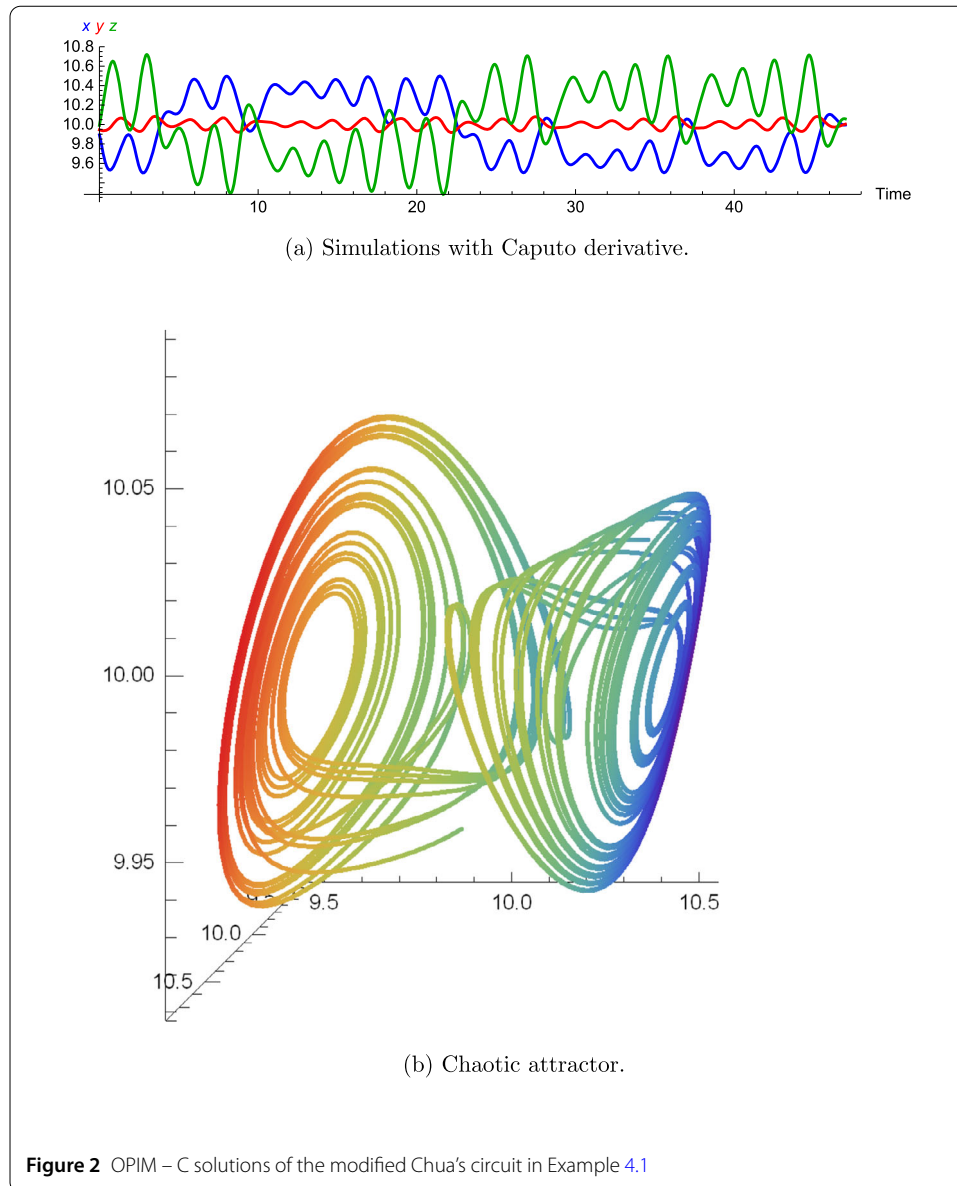 x y z
10.8
10.6
10.4
10.2
10.0
9.8
9.6
10 20 30 40 Time
(a) Simulations with Caputo derivative.
10.05
10.00
9.95
9.5 10.0 10.5
10.0
10.5
(b) Chaotic attractor.
Figure 2 OPIM – C solutions of the modified Chua's circuit in Example 4.1